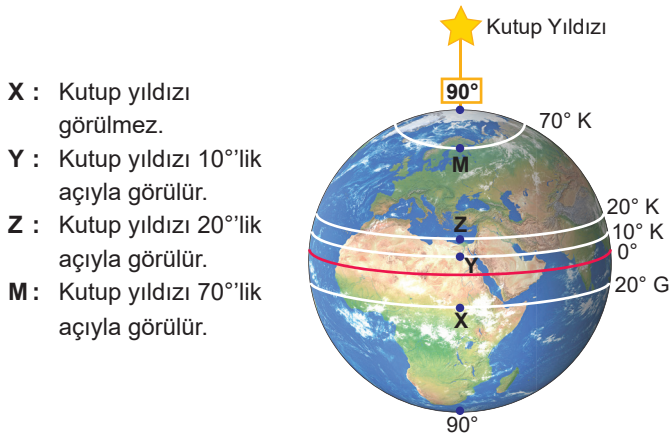 Kutup Yıldızı
90°
X : Kutup yıldızı
görülmez.
Y : Kutup yıldızı 10°’lik
açıyla görülür.
Z : Kutup yıldızı 20°’lik
açıyla görülür.
M : Kutup yıldızı 70°’lik
açıyla görülür.
70° K
M
20° K
Z
10° K
0°
Y
20° G
X
90°